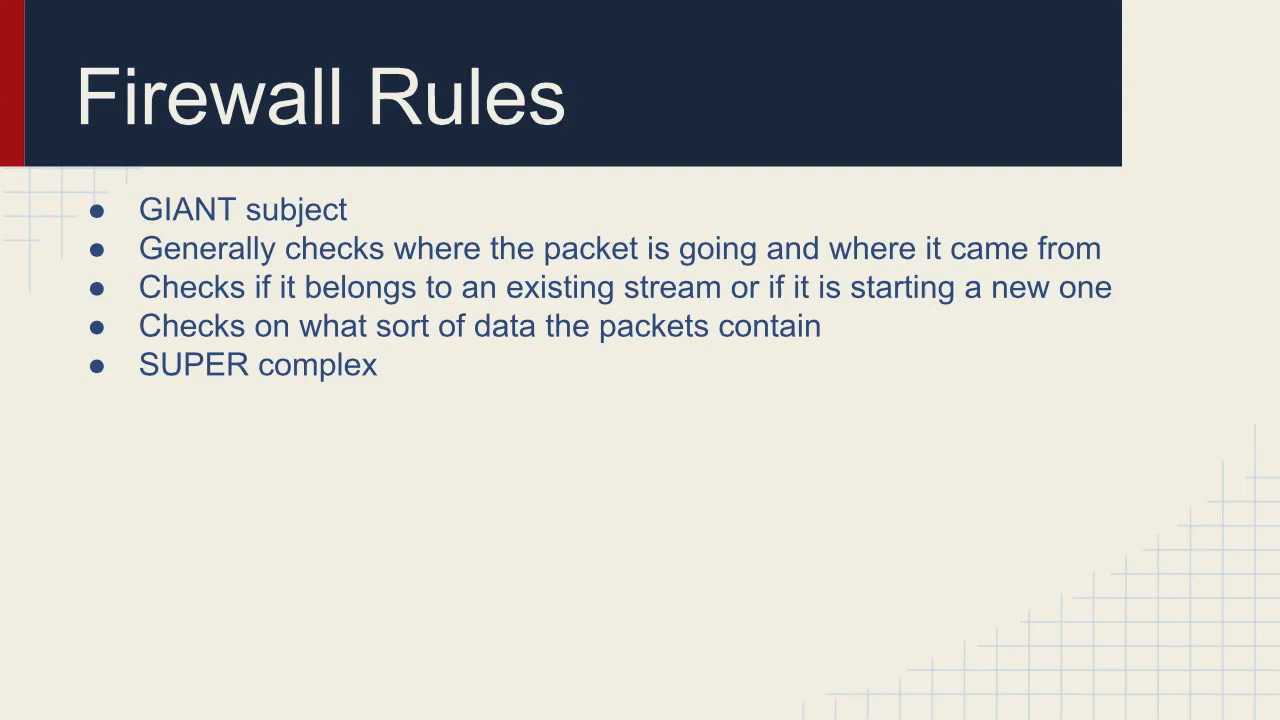 Firewall Rules
● GIANT subject
● Generally checks where the packet is going and where it came from
● Checks if it belongs to an existing stream or if it is starting a new one
● Checks on what sort of data the packets contain
● SUPER complex